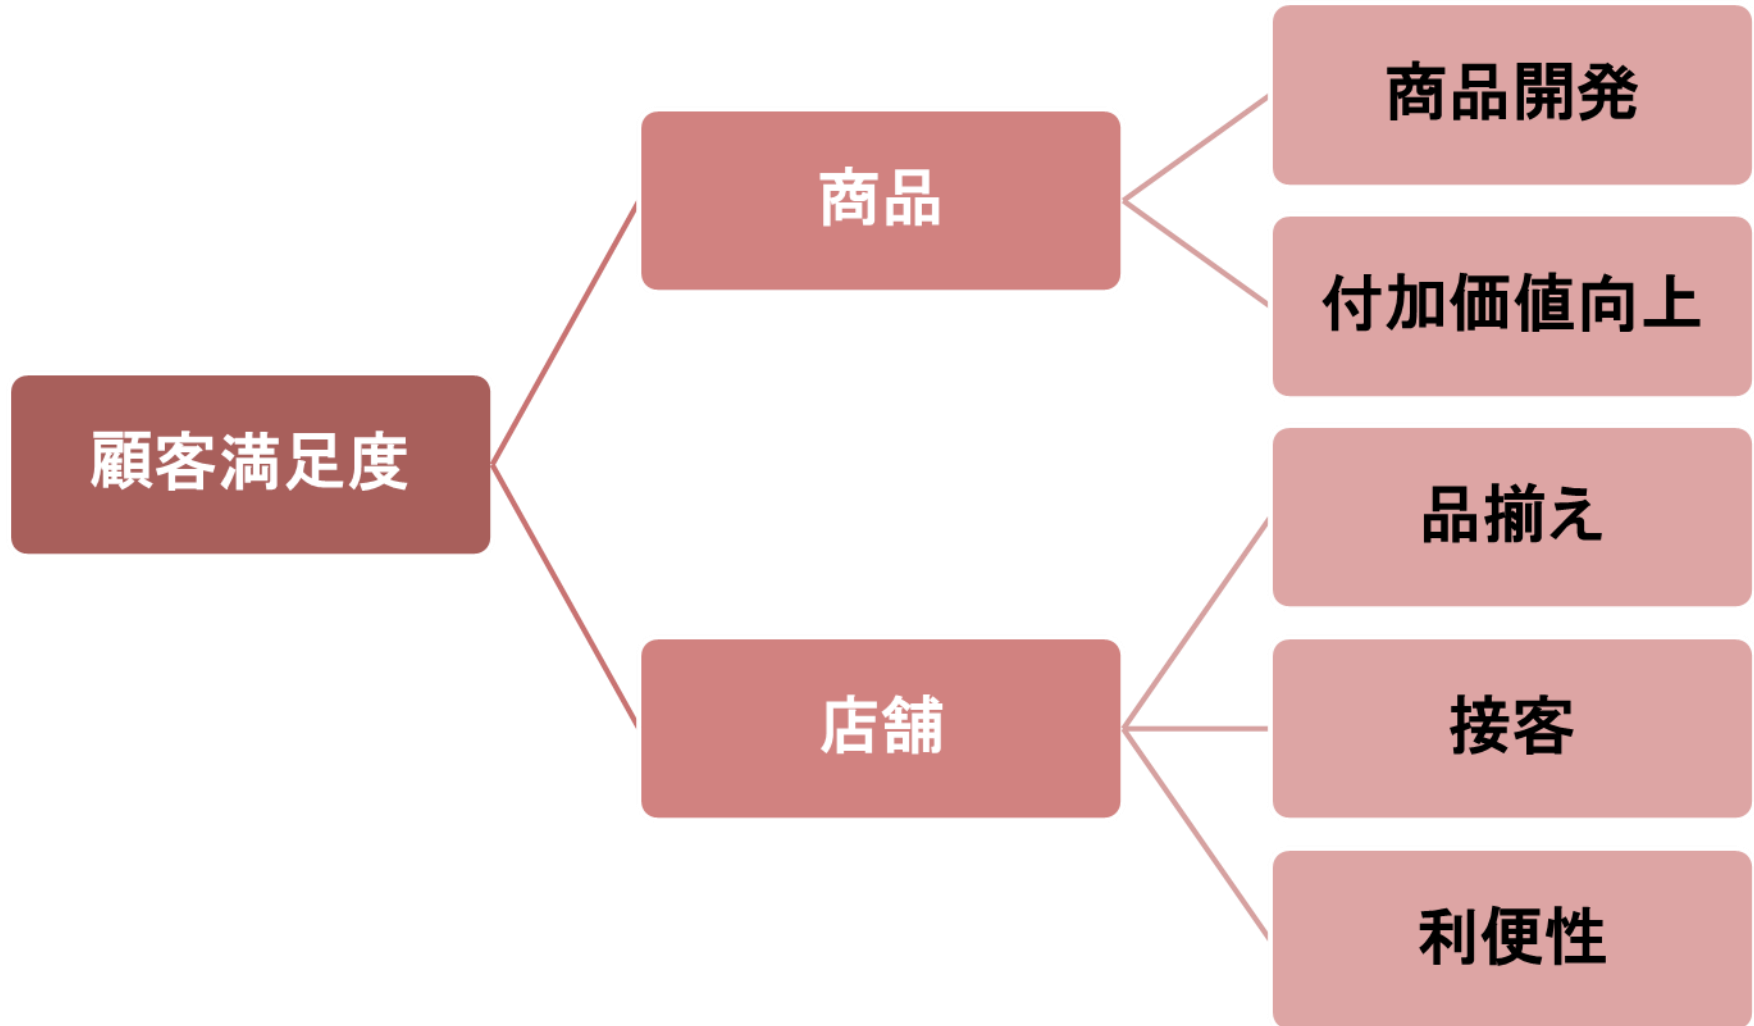 顧客満足度
商品
商品開発
付加価値向上
店舗
品揃え
接客
利便性